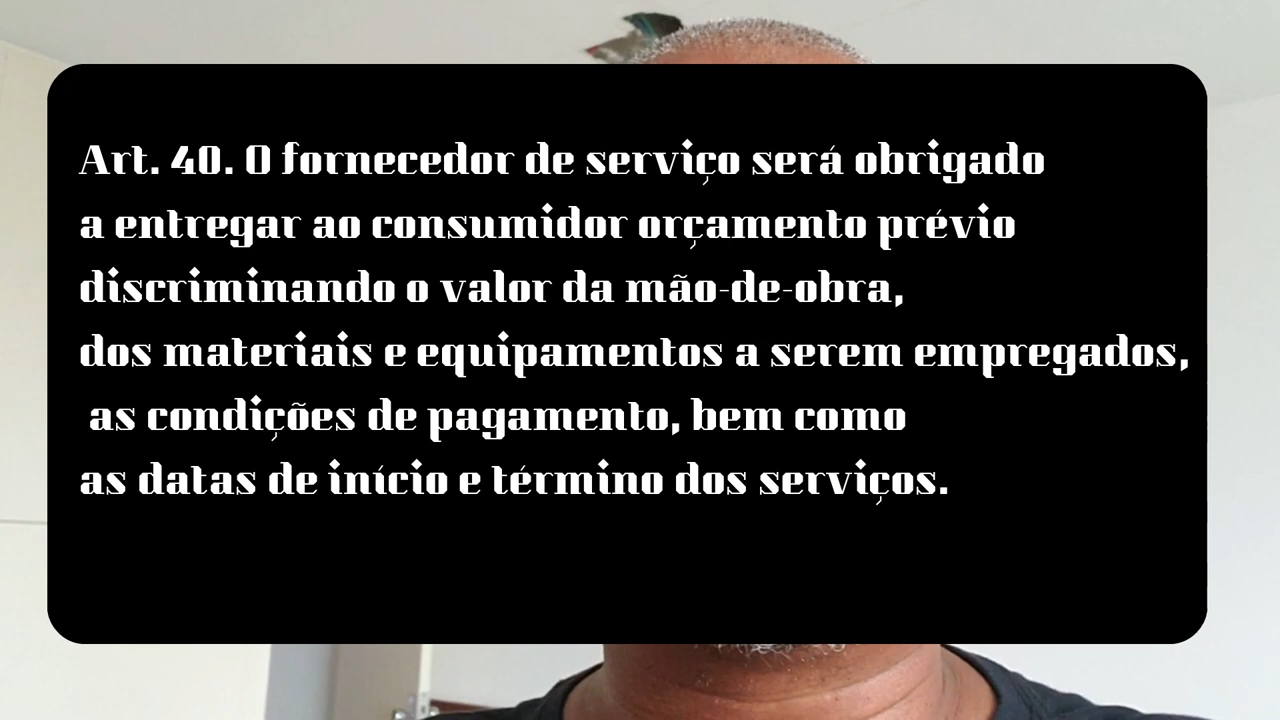 Art. 40. O fornecedor de serviço será obrigado
a entregar ao consumidor orçamento prévio
discriminando o valor da mão-de-obra,
dos materiais e equipamentos a serem empregados,
as condições de pagamento, bem como
as datas de início e término dos serviços.